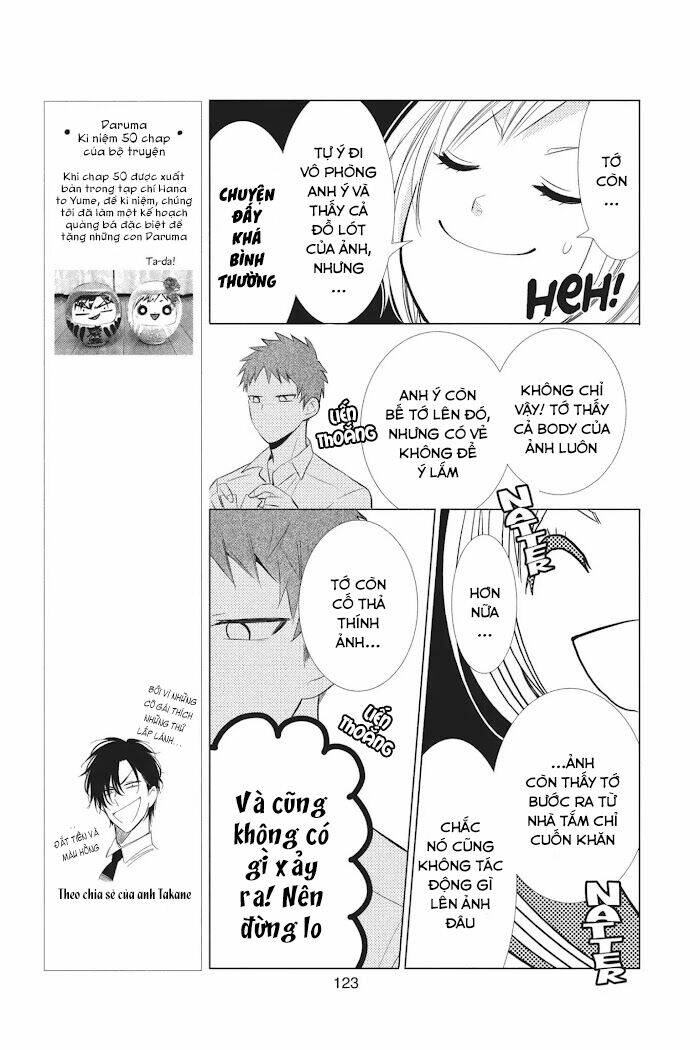 TỚ
CÒN ...
TỰ Ý ĐI
VÔ PHÒNG
ANH Ý VÀ
THẤY CẢ
ĐỒ LÓT
CỦA ẢNH,
NHƯNG
...
CHUYỆN
ĐẤY
KHÁ
BÌNH
THƯỜNG
HEH!
KHÔNG CHỈ
VẬY! TỚ THẤY
CẢ BODY CỦA
ẢNH LUÔN
ANH Ý CÒN
BẾ TỚ LÊN ĐÓ,
NHƯNG CÓ VẺ
KHÔNG ĐỂ
Ý LẮM
LIẾN
THOẮNG
NATTER
HƠN
NỮA
...
TỚ CÒN
CỐ THẢ
THÍNH
ẢNH...
LIẾN
THOẮNG
...ẢNH
CÒN THẤY TỚ
BƯỚC RA TỪ
NHÀ TẮM CHỈ
CUỐN KHĂN
CHẮC
NÓ CŨNG
KHÔNG TÁC
ĐỘNG GÌ
LÊN ẢNH
ĐÂU
NATTER
Và cũng
không có
gì xảy
ra! Nên
đừng lo
• Daruma •
Kỉ niệm 50 chap
của bộ truyện
Khi chap 50 được xuất
bản trong tạp chí Hana
to Yume, để kỉ niệm, chúng
tôi đã làm một kế hoạch
quảng bá đặc biệt để
tặng những con Daruma
Ta-da!
BỞI VÌ NHỮNG
CÔ GÁI THÍCH
NHỮNG THỨ
LẤP LÁNH...
ĐẮT TIỀN VÀ
MÀU HỒNG
Theo chia sẻ của anh Takane
123